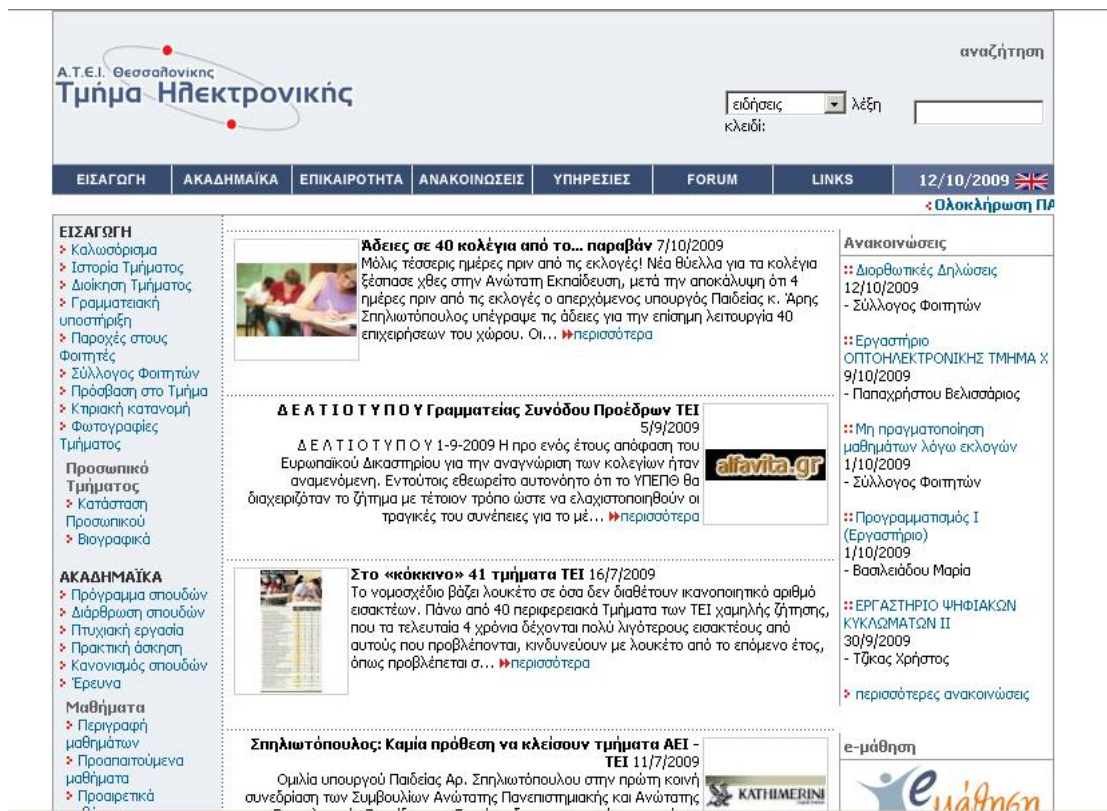 αναζήτηση
Α.Τ.Ε.Ι. Θεσσαλονίκης
Τμήμα Ηλεκτρονικής
ειδήσεις λέξη
κλειδί:
ΕΙΣΑΓΩΓΗ ΑΚΑΔΗΜΑΪΚΑ ΕΠΙΚΑΙΡΟΤΗΤΑ ΑΝΑΚΟΙΝΩΣΕΙΣ ΥΠΗΡΕΣΙΕΣ FORUM LINKS 12/10/2009
Ολοκλήρωση ΠΑ
ΕΙΣΑΓΩΓΗ
Καλωσόρισμα
Ιστορία Τμήματος
Διοίκηση Τμήματος
Γραμματειακή
υποστήριξη
Παροχές στους
Φοιτητές
Σύλλογος Φοιτητών
Πρόσβαση στο Τμήμα
Κτιριακή κατανομή
Φωτογραφίες
Τμήματος
Προσωπικό
Τμήματος
Κατάσταση
Προσωπικού
Βιογραφικά
ΑΚΑΔΗΜΑΪΚΑ
Πρόγραμμα σπουδών
Διάρθρωση σπουδών
Πτυχιακή εργασία
Πρακτική άσκηση
Κανονισμός σπουδών
Έρευνα
Μαθήματα
Περιγραφή
μαθημάτων
Προαπαιτούμενα
μαθήματα
Προαιρετικά
Άδειες σε 40 κολέγια από το... παραβάν 7/10/2009
Μόλις τέσσερις ημέρες πριν από τις εκλογές! Νέα θύελλα για τα κολέγια
ξέσπασε χθες στην Ανώτατη Εκπαίδευση, μετά την αποκάλυψη ότι 4
ημέρες πριν από τις εκλογές ο απερχόμενος υπουργός Παιδείας κ. Άρης
Σπηλιωτόπουλος υπέγραψε τις άδειες για την επίσημη λειτουργία 40
επιχειρήσεων του χώρου. Οι... περισσότερα
Δ Ε Λ Τ Ι Ο Τ Υ Π Ο Υ Γραμματείας Συνόδου Προέδρων ΤΕΙ
5/9/2009
Δ Ε Λ Τ Ι Ο Τ Υ Π Ο Υ 1-9-2009 Η προ ενός έτους απόφαση του
Ευρωπαϊκού Δικαστηρίου για την αναγνώριση των κολεγίων ήταν
αναμενόμενη. Εντούτοις εθεωρείτο αυτονόητο ότι το ΥΠΕΠΘ θα
διαχειριζόταν το ζήτημα με τέτοιον τρόπο ώστε να ελαχιστοποιηθούν οι
τραγικές του συνέπειες για το μέ... περισσότερα
alfavita.gr
Στο «κόκκινο» 41 τμήματα ΤΕΙ 16/7/2009
Το νομοσχέδιο βάζει λουκέτο σε όσα δεν διαθέτουν ικανοποιητικό αριθμό
εισακτέων. Πάνω από 40 περιφερειακά Τμήματα των ΤΕΙ χαμηλής ζήτησης,
που τα τελευταία 4 χρόνια δέχονται πολύ λιγότερους εισακτέους από
αυτούς που προβλέπονται, κινδυνεύουν με λουκέτο από το επόμενο έτος,
όπως προβλέπεται σ... περισσότερα
Σπηλιωτόπουλος: Καμία πρόθεση να κλείσουν τμήματα ΑΕΙ -
ΤΕΙ 11/7/2009
Ομιλία υπουργού Παιδείας Αρ. Σπηλιωτόπουλου στην πρώτη κοινή
συνεδρίαση των Συμβουλίων Ανώτατης Πανεπιστημιακής και Ανώτατης
KATHIMERINI
Ανακοινώσεις
Διορθωτικές Δηλώσεις
12/10/2009
- Σύλλογος Φοιτητών
Εργαστήριο
ΟΠΤΟΗΛΕΚΤΡΟΝΙΚΗΣ ΤΜΗΜΑ Χ
9/10/2009
- Παπαχρήστου Βελισσάριος
Μη πραγματοποίηση
μαθημάτων λόγω εκλογών
1/10/2009
- Σύλλογος Φοιτητών
Προγραμματισμός Ι
(Εργαστήριο)
1/10/2009
- Βασιλειάδου Μαρία
ΕΡΓΑΣΤΗΡΙΟ ΨΗΦΙΑΚΩΝ
ΚΥΚΛΩΜΑΤΩΝ ΙΙ
30/9/2009
- Τζίκας Χρήστος
περισσότερες ανακοινώσεις
e-μάθηση
eμάθηση